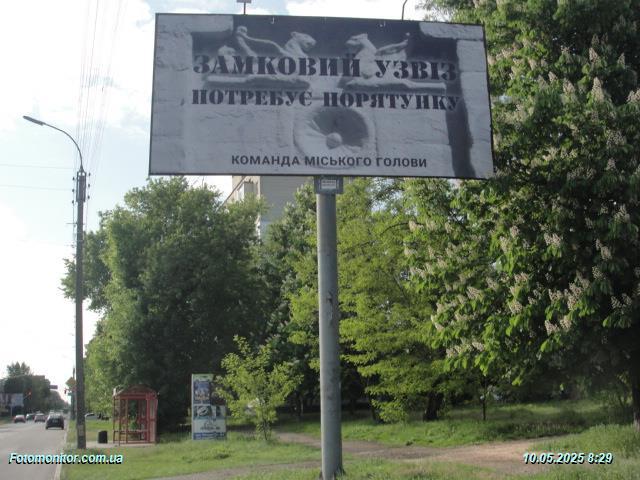 ЗАМКОВИЙ УЗВІЗ
ПОТРЕБУЄ ПОРЯТУНКУ
КОМАНДА МІСЬКОГО ГОЛОВИ
Fotomonitor.com.ua
10.05.2025 8:29